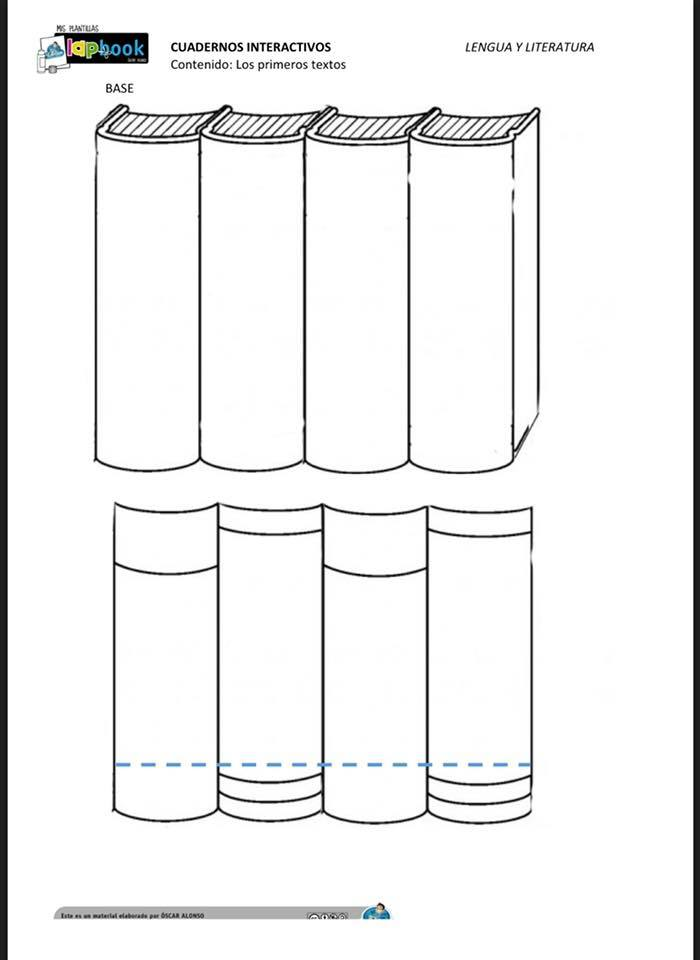 MIS PLANTILLAS
lapbook
CUADERNOS INTERACTIVOS
LENGUA Y LITERATURA
Contenido: Los primeros textos
BASE
Este es un material elaborado por ÓSCAR ALONSO